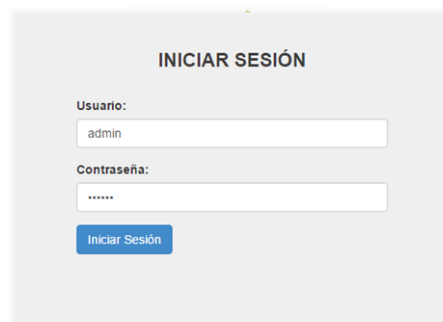 INICIAR SESIÓN
Usuario:
admin
Contraseña:
••••••
Iniciar Sesión